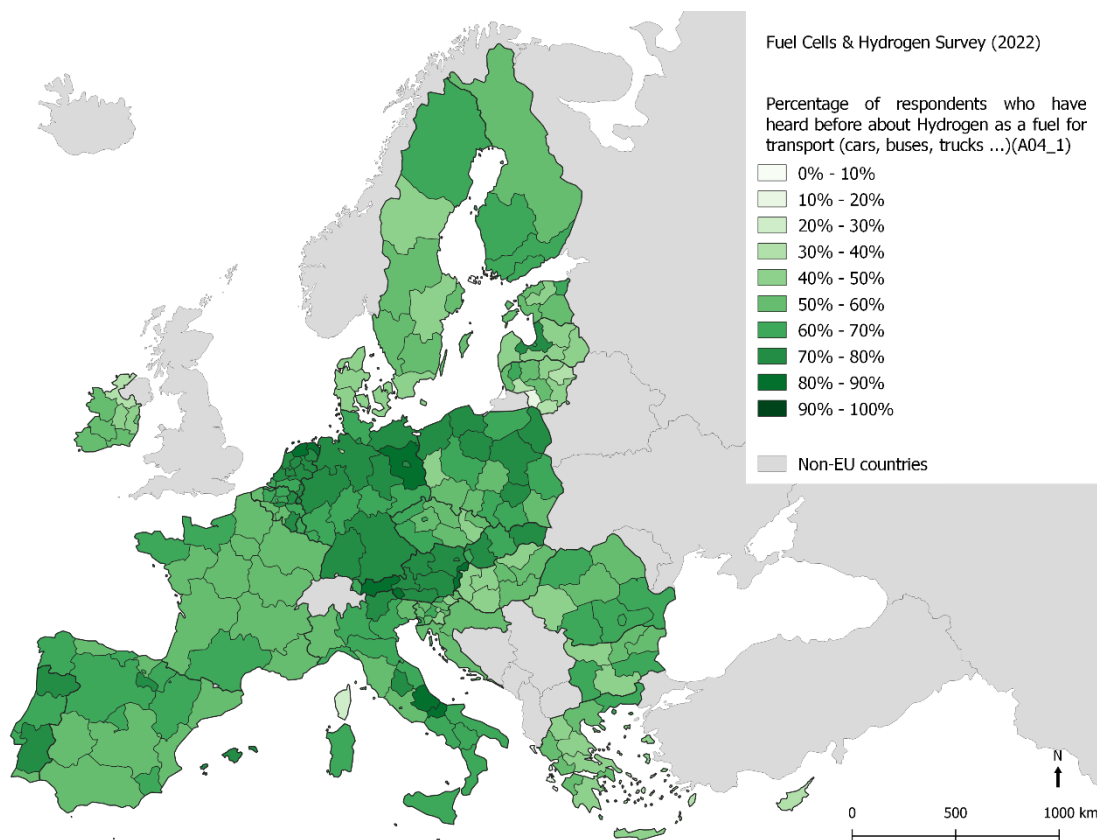 Fuel Cells & Hydrogen Survey (2022)
Percentage of respondents who have
heard before about Hydrogen as a fuel for
transport (cars, buses, trucks ...)(A04_1)
0% - 10%
10% - 20%
20% - 30%
30% - 40%
40% - 50%
50% - 60%
60% - 70%
70% - 80%
80% - 90%
90% - 100%
Non-EU countries
N
0 500 1000 km